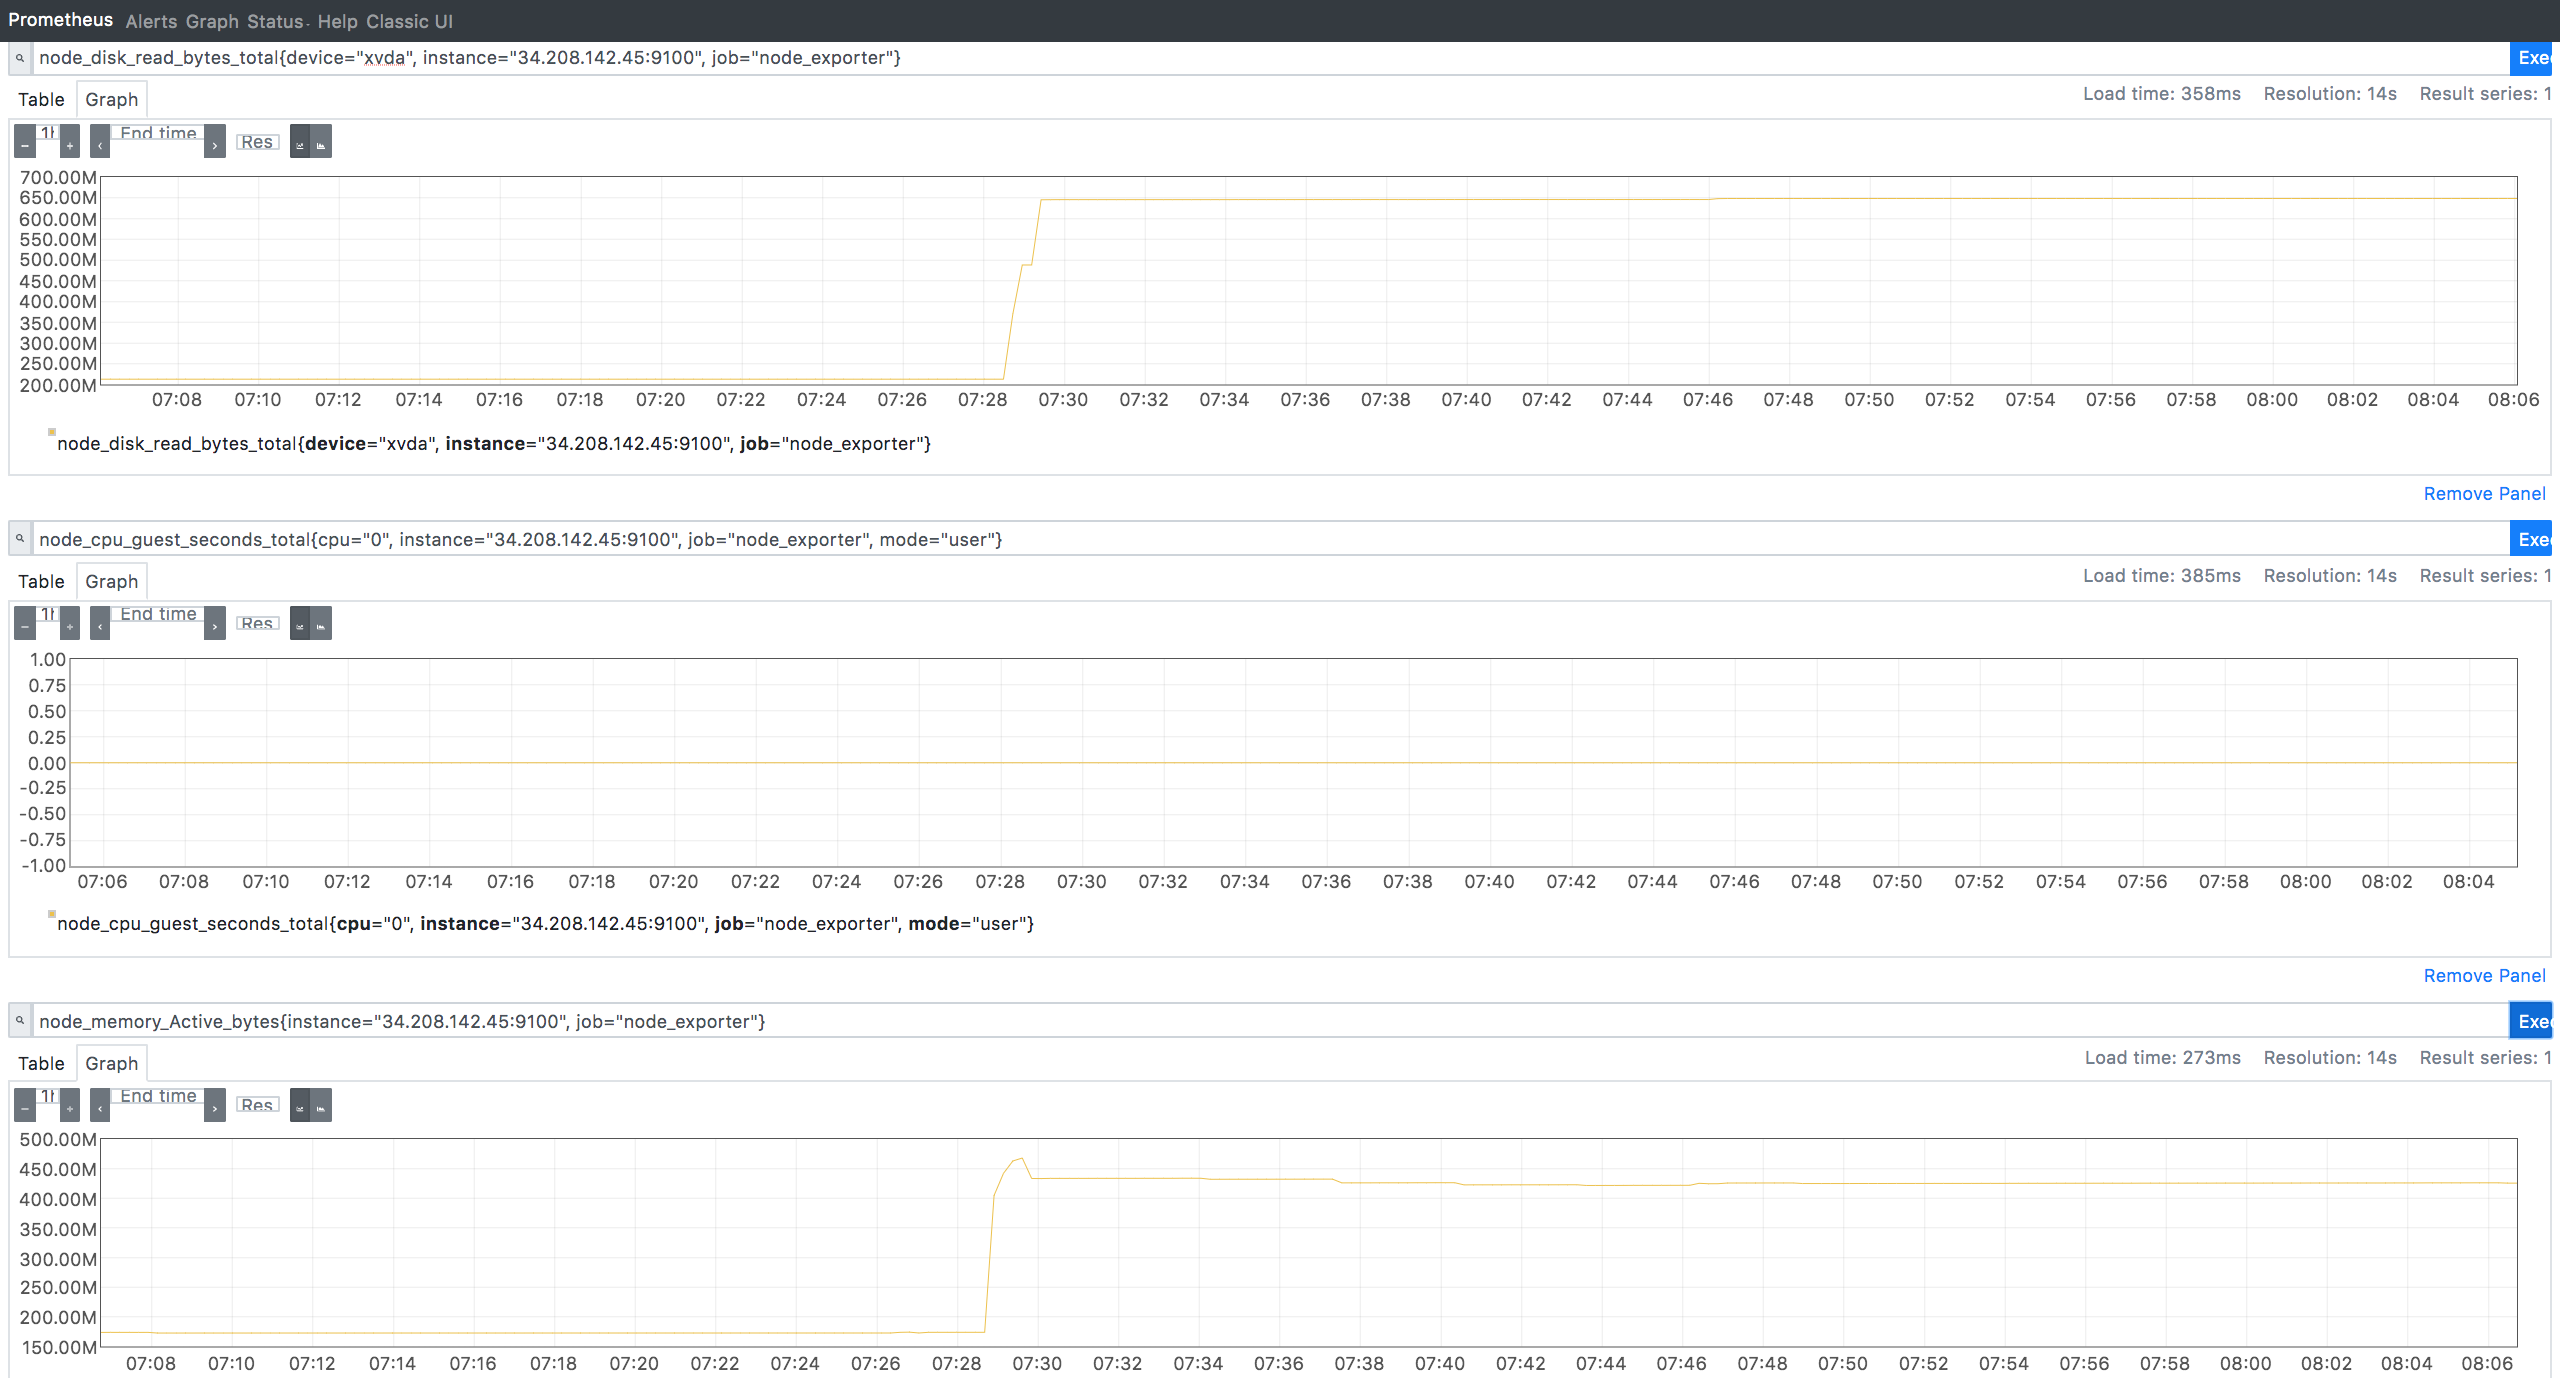 Prometheus Alerts Graph Status Help Classic UI
node_disk_read_bytes_total{device="xvda", instance="34.208.142.45:9100", job="node_exporter"}
Exe
Table Graph
Load time: 358ms Resolution: 14s Result series: 1
− + ‹ End time › Res
700.00M
650.00M
600.00M
550.00M
500.00M
450.00M
400.00M
350.00M
300.00M
250.00M
200.00M
07:08 07:10 07:12 07:14 07:16 07:18 07:20 07:22 07:24 07:26 07:28 07:30 07:32 07:34 07:36 07:38 07:40 07:42 07:44 07:46 07:48 07:50 07:52 07:54 07:56 07:58 08:00 08:02 08:04 08:06
node_disk_read_bytes_total{device="xvda", instance="34.208.142.45:9100", job="node_exporter"}
Remove Panel
node_cpu_guest_seconds_total{cpu="0", instance="34.208.142.45:9100", job="node_exporter", mode="user"}
Exe
Table Graph
Load time: 385ms Resolution: 14s Result series: 1
− + ‹ End time › Res
1.00
0.75
0.50
0.25
0.00
-0.25
-0.50
-0.75
-1.00
07:06 07:08 07:10 07:12 07:14 07:16 07:18 07:20 07:22 07:24 07:26 07:28 07:30 07:32 07:34 07:36 07:38 07:40 07:42 07:44 07:46 07:48 07:50 07:52 07:54 07:56 07:58 08:00 08:02 08:04
node_cpu_guest_seconds_total{cpu="0", instance="34.208.142.45:9100", job="node_exporter", mode="user"}
Remove Panel
node_memory_Active_bytes{instance="34.208.142.45:9100", job="node_exporter"}
Exe
Table Graph
Load time: 273ms Resolution: 14s Result series: 1
− + ‹ End time › Res
500.00M
450.00M
400.00M
350.00M
300.00M
250.00M
200.00M
150.00M
07:08 07:10 07:12 07:14 07:16 07:18 07:20 07:22 07:24 07:26 07:28 07:30 07:32 07:34 07:36 07:38 07:40 07:42 07:44 07:46 07:48 07:50 07:52 07:54 07:56 07:58 08:00 08:02 08:04 08:06